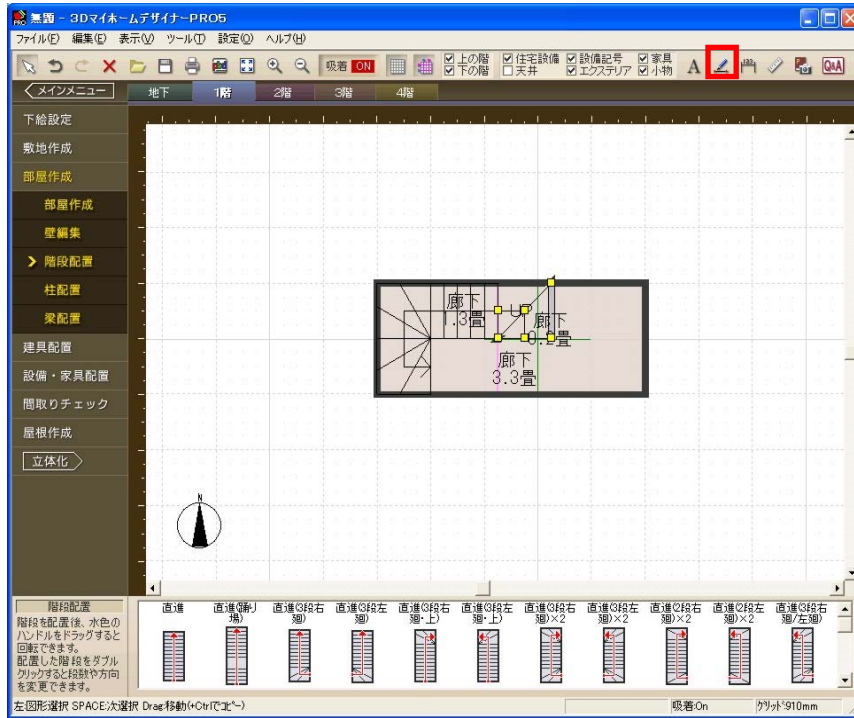 無題 - 3DマイホームデザイナーPRO5
ファイル(F) 編集(E) 表示(V) ツール(T) 設定(O) ヘルプ(H)
吸着 ON 上の階 下の階 住宅設備 天井 設備記号 エクステリア 家具 小物 A Q&A
メインメニュー 地下 1階 2階 3階 4階
下絵設定
敷地作成
部屋作成
部屋作成
壁編集
階段配置
柱配置
梁配置
建具配置
設備・家具配置
間取りチェック
屋根作成
立体化
廊下
1.3畳
UP
廊下
0.2畳
廊下
3.3畳
N
階段配置
階段を配置後、水色の
ハンドルをドラッグすると
回転できます。
配置した階段をダブル
クリックすると段数や方向
を変更できます。
直進
直進(踊り場)
直進(3段右廻)
直進(3段左廻)
直進(3段右廻・上)
直進(3段左廻・上)
直進(3段右廻)×2
直進(3段左廻)×2
直進(2段右廻)×2
直進(2段左廻)×2
直進(3段右廻/左廻)
左:図形選択 SPACE:次選択 Drag:移動(+Ctrlでコピー) 吸着:On グリッド:910mm